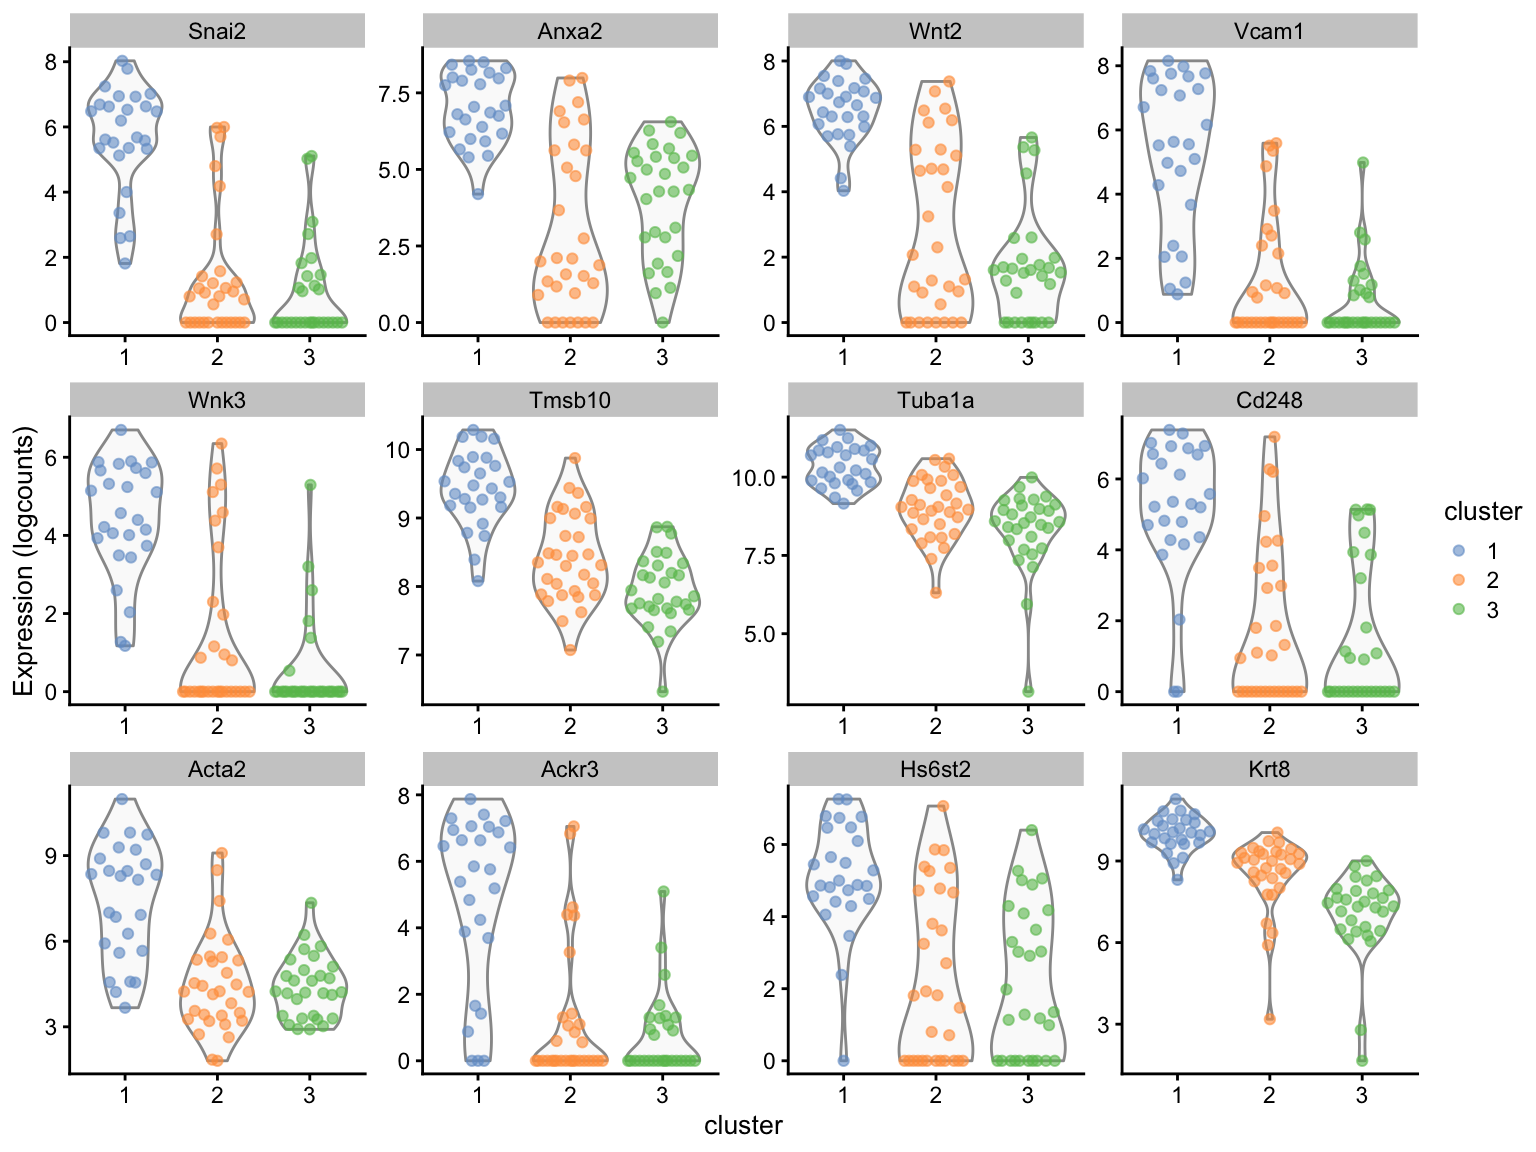 Snai2 Anxa2 Wnt2 Vcam1
8 6 4 2 0
7.5 5.0 2.5 0.0
8 6 4 2 0
8 6 4 2 0
1 2 3 1 2 3 1 2 3 1 2 3
Wnk3 Tmsb10 Tuba1a Cd248
6 4 2 0
10 9 8 7
10.0 7.5 5.0
6 4 2 0
1 2 3 1 2 3 1 2 3 1 2 3
Acta2 Ackr3 Hs6st2 Krt8
9 6 3
8 6 4 2 0
6 4 2 0
9 6 3
1 2 3 1 2 3 1 2 3 1 2 3
Expression (logcounts)
cluster
cluster
1
2
3